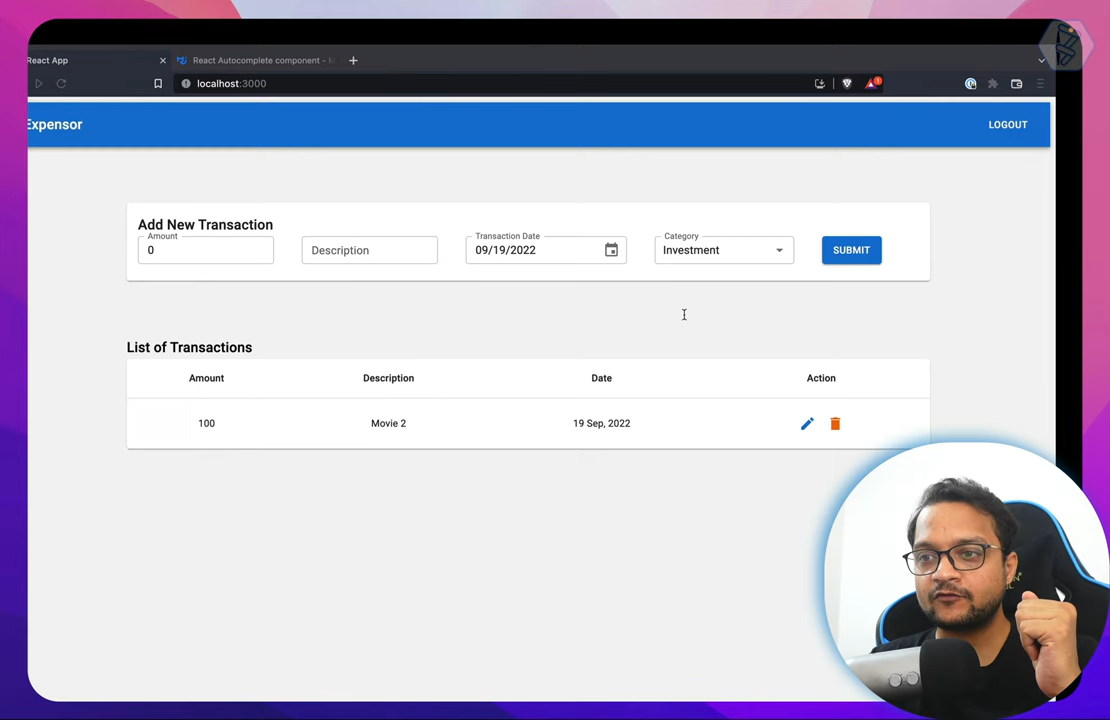 React App
React Autocomplete component -
localhost:3000
1
Expensor
LOGOUT
Add New Transaction
Amount
0
Description
Transaction Date
09/19/2022
Category
Investment
SUBMIT
List of Transactions
Amount Description Date Action
100 Movie 2 19 Sep, 2022